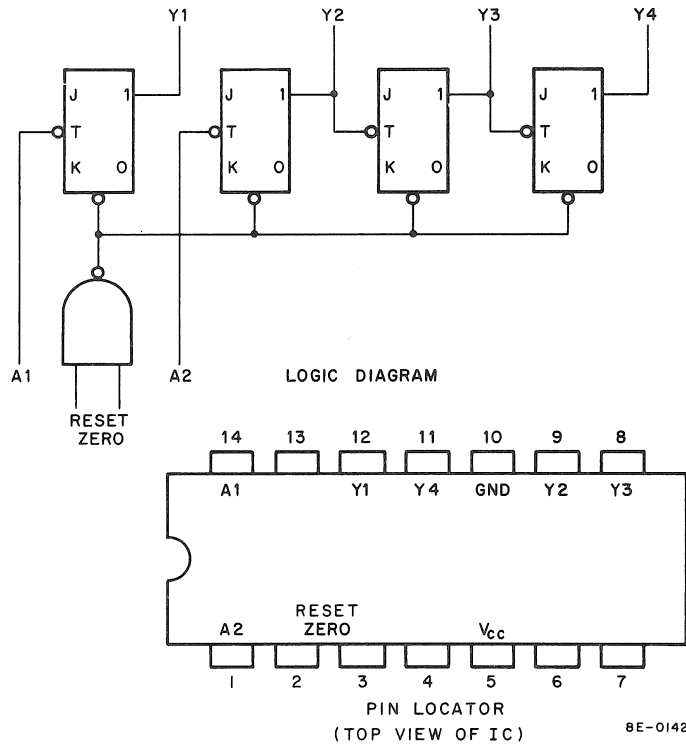 Y1 Y2 Y3 Y4
J 1 J 1 J 1 J 1
T T T T
K O K O K O K O
A1 A2 LOGIC DIAGRAM
RESET
ZERO
14 13 12 11 10 9 8
A1 Y1 Y4 GND Y2 Y3
RESET
A2 ZERO Vcc
1 2 3 4 5 6 7
PIN LOCATOR
(TOP VIEW OF IC)
8E-0142